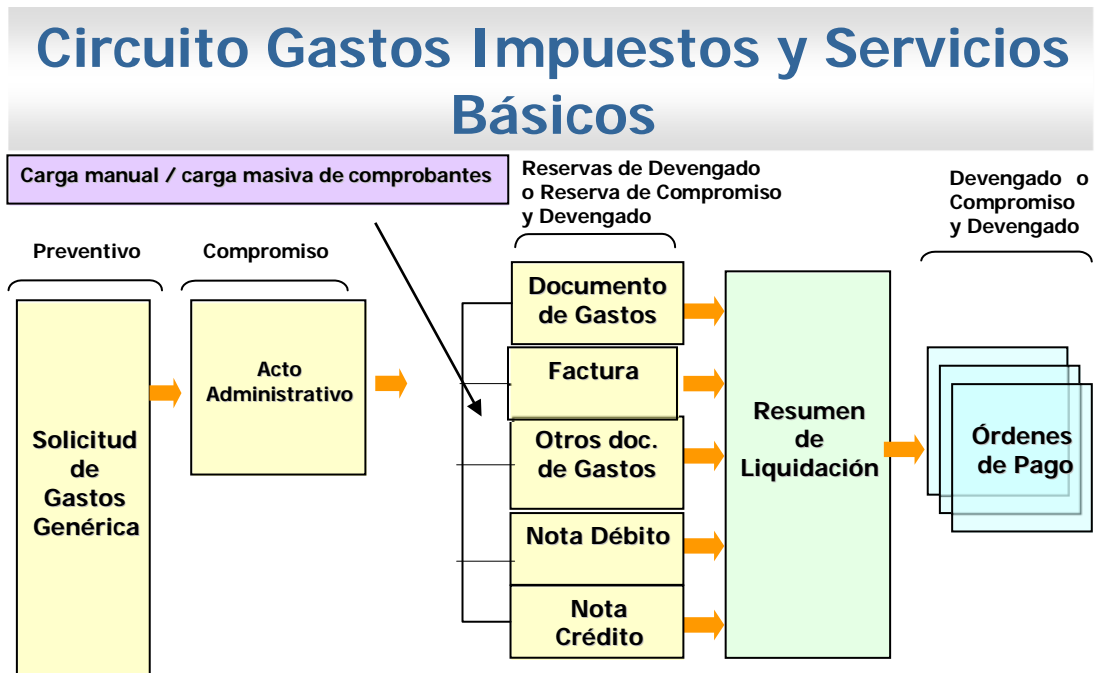 Circuito Gastos Impuestos y Servicios
Básicos
Carga manual / carga masiva de comprobantes
Reservas de Devengado
o Reserva de Compromiso
y Devengado
Devengado o
Compromiso
y Devengado
Preventivo
Compromiso
Solicitud
de
Gastos
Genérica
Acto
Administrativo
Documento
de Gastos
Factura
Otros doc.
de Gastos
Nota Débito
Nota
Crédito
Resumen
de
Liquidación
Órdenes
de Pago